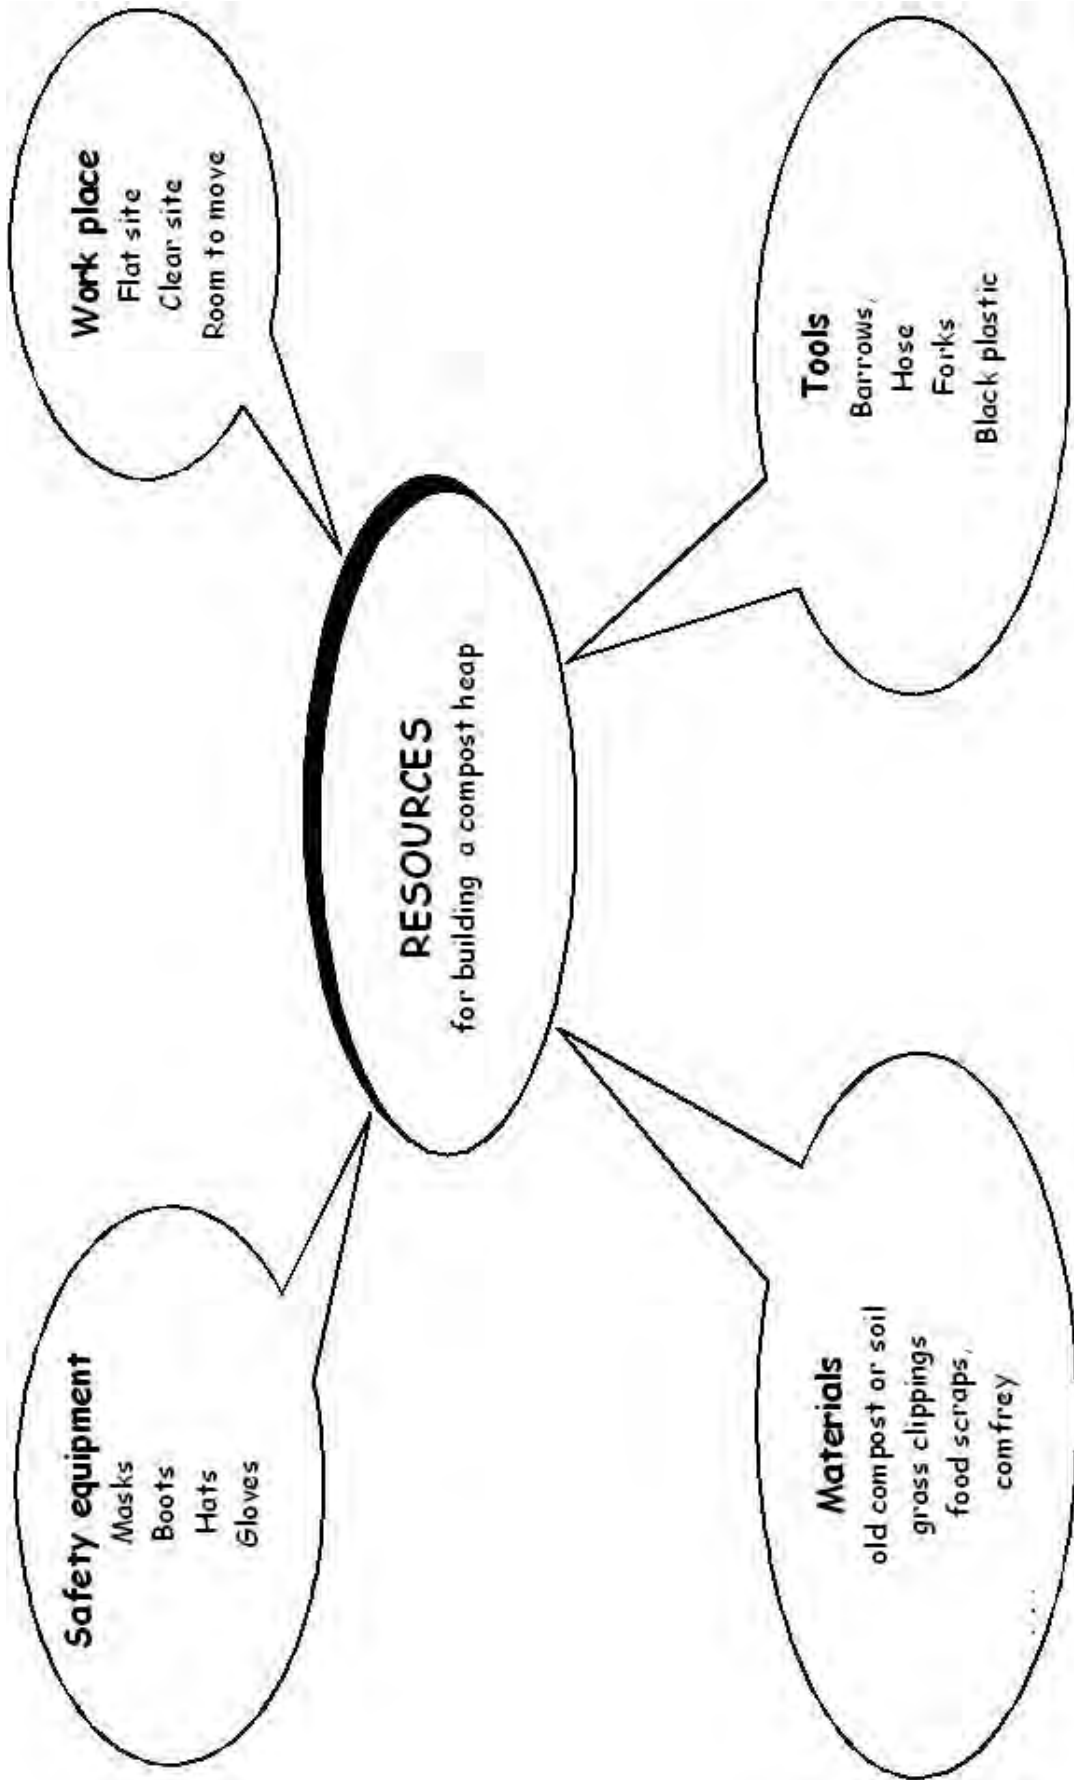 Safety equipment
Masks
Boots
Hats
Gloves
Work place
Flat site
Clear site
Room to move
RESOURCES
for building a compost heap
Materials
old compost or soil
grass clippings
food scraps,
comfrey
....
Tools
Barrows,
Hose
Forks
Black plastic